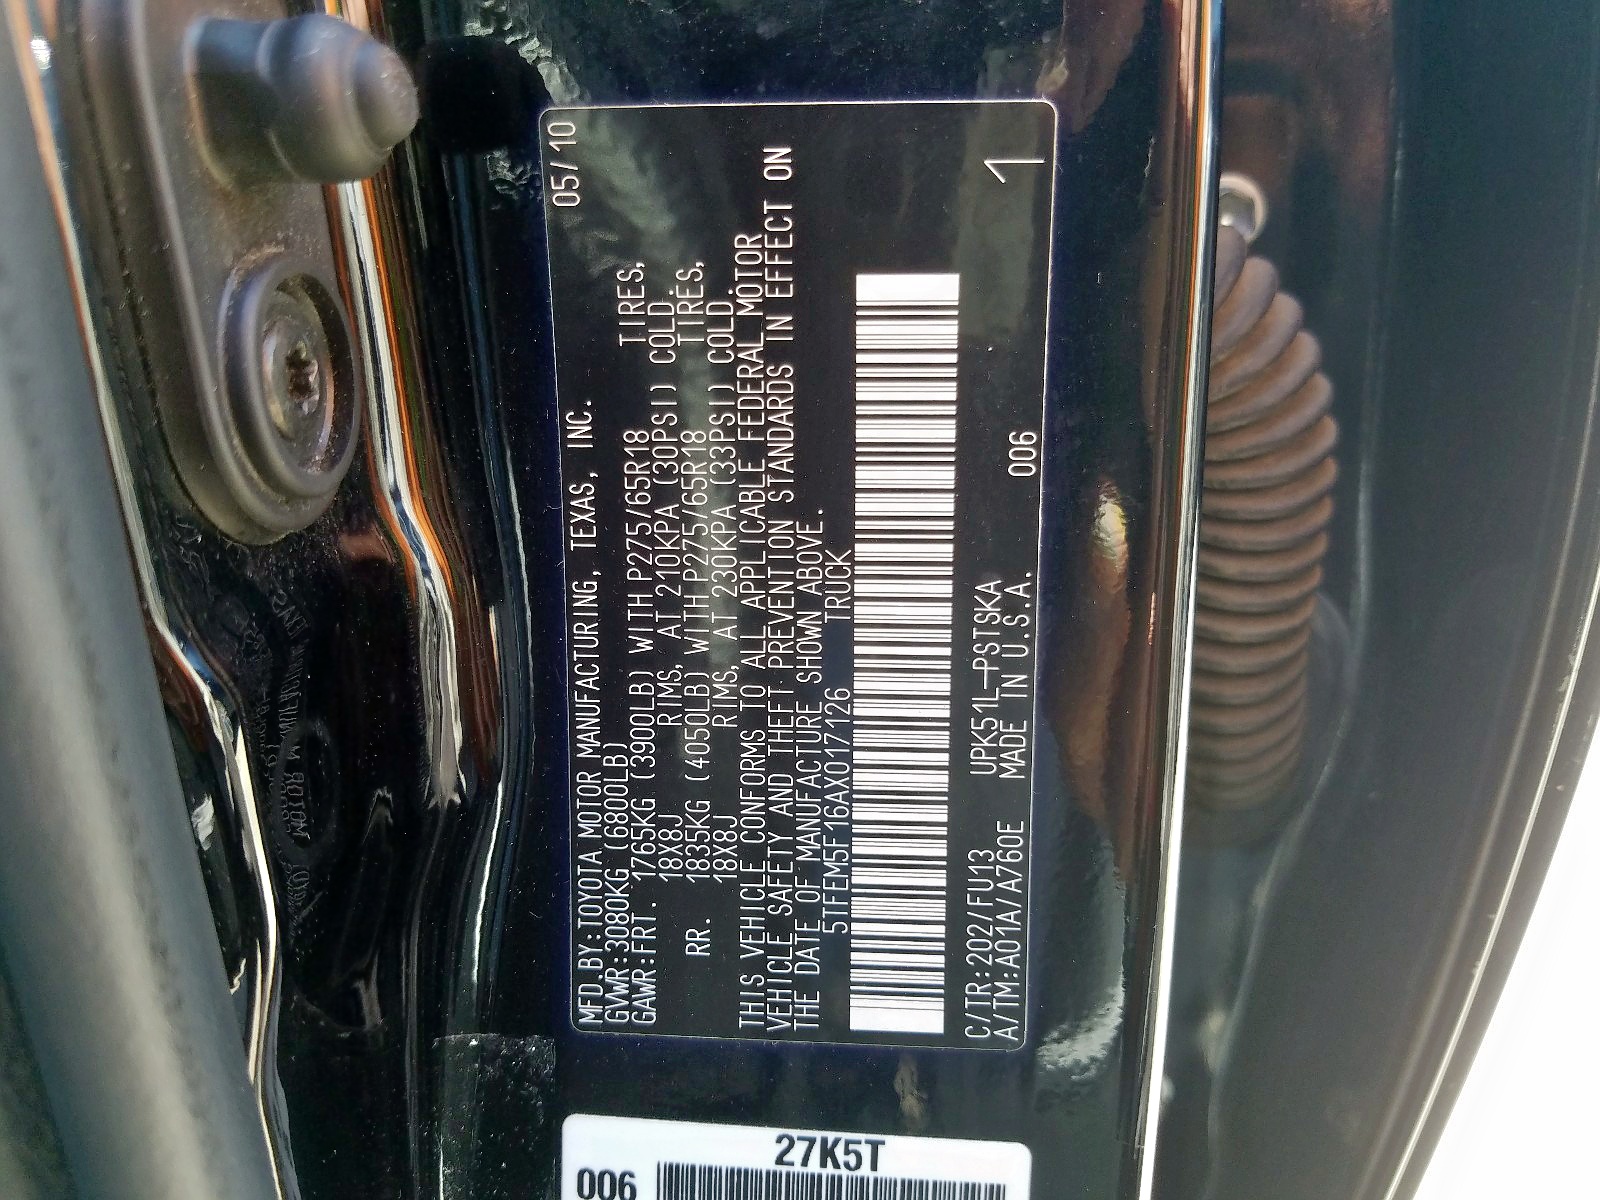 MFD.BY:TOYOTA MOTOR MANUFACTURING, TEXAS, INC. 05/10
GVWR:3080KG (6800LB)
GAWR:FRT. 1765KG (3900LB) WITH P275/65R18 TIRES,
18X8J RIMS, AT 210KPA (30PSI) COLD.
RR. 1835KG (4050LB) WITH P275/65R18 TIRES,
18X8J RIMS, AT 230KPA (33PSI) COLD.
THIS VEHICLE CONFORMS TO ALL APPLICABLE FEDERAL MOTOR
VEHICLE SAFETY AND THEFT PREVENTION STANDARDS IN EFFECT ON
THE DATE OF MANUFACTURE SHOWN ABOVE.
5TFEM5F16AX017126 TRUCK
C/TR:202/FU13 UPK51L-PSTSKA
A/TM:A01A/A760E MADE IN U.S.A. 006 1
27K5T
006